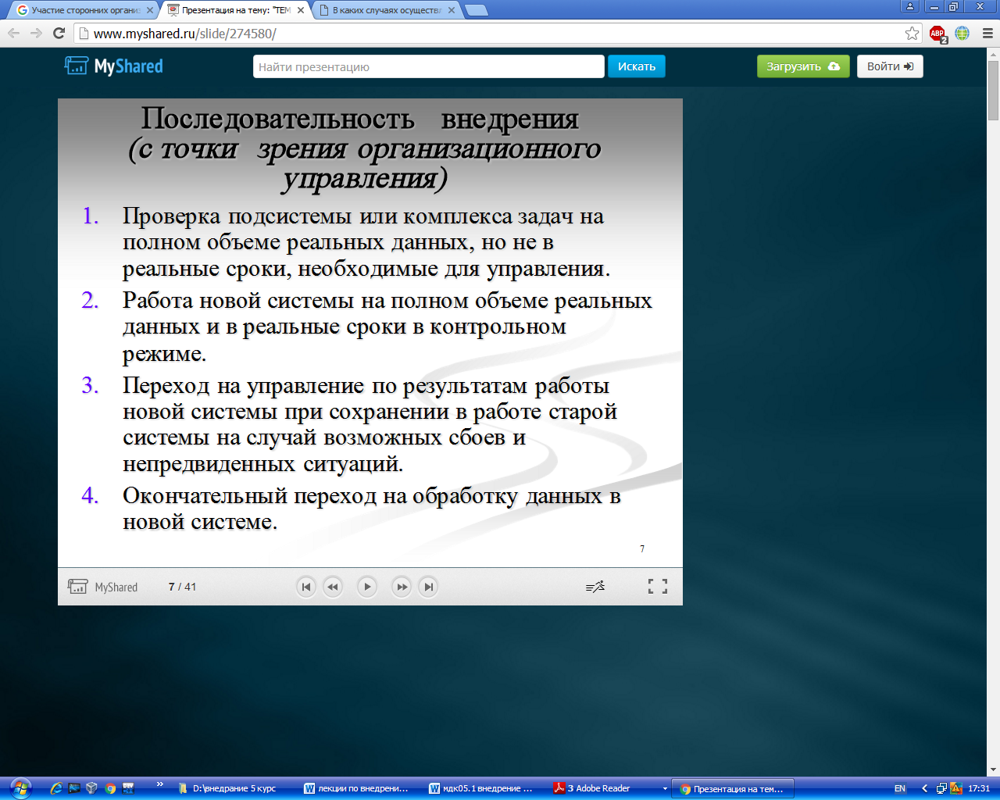 Участие сторонних органи
Презентация на тему: "ТЕМ
В каких случаях осуществл
www.myshared.ru/slide/274580/
ABP
2
MyShared
Найти презентацию
Искать
Загрузить
Войти
Последовательность внедрения
(с точки зрения организационного
управления)
1. Проверка подсистемы или комплекса задач на
полном объеме реальных данных, но не в
реальные сроки, необходимые для управления.
2. Работа новой системы на полном объеме реальных
данных и в реальные сроки в контрольном
режиме.
3. Переход на управление по результатам работы
новой системы при сохранении в работе старой
системы на случай возможных сбоев и
непредвиденных ситуаций.
4. Окончательный переход на обработку данных в
новой системе.
7
MyShared
7 / 41
D:\внедрание 5 курс
лекции по внедрени...
мдк05.1 внедрение ...
3 Adobe Reader
Презентация на тем...
EN
17:31